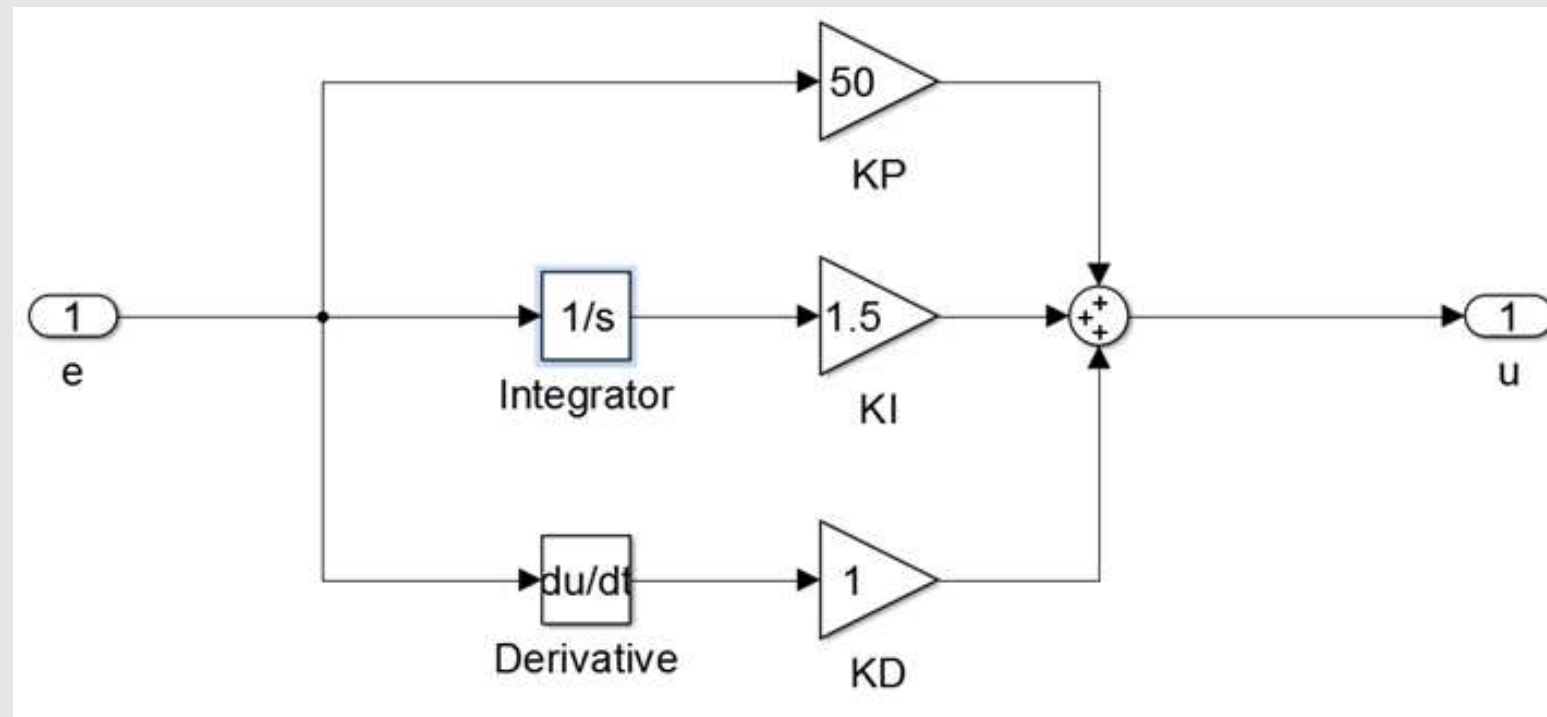 50
KP
1
e
1/s
Integrator
1.5
KI
+
+
+
1
u
du/dt
Derivative
1
KD